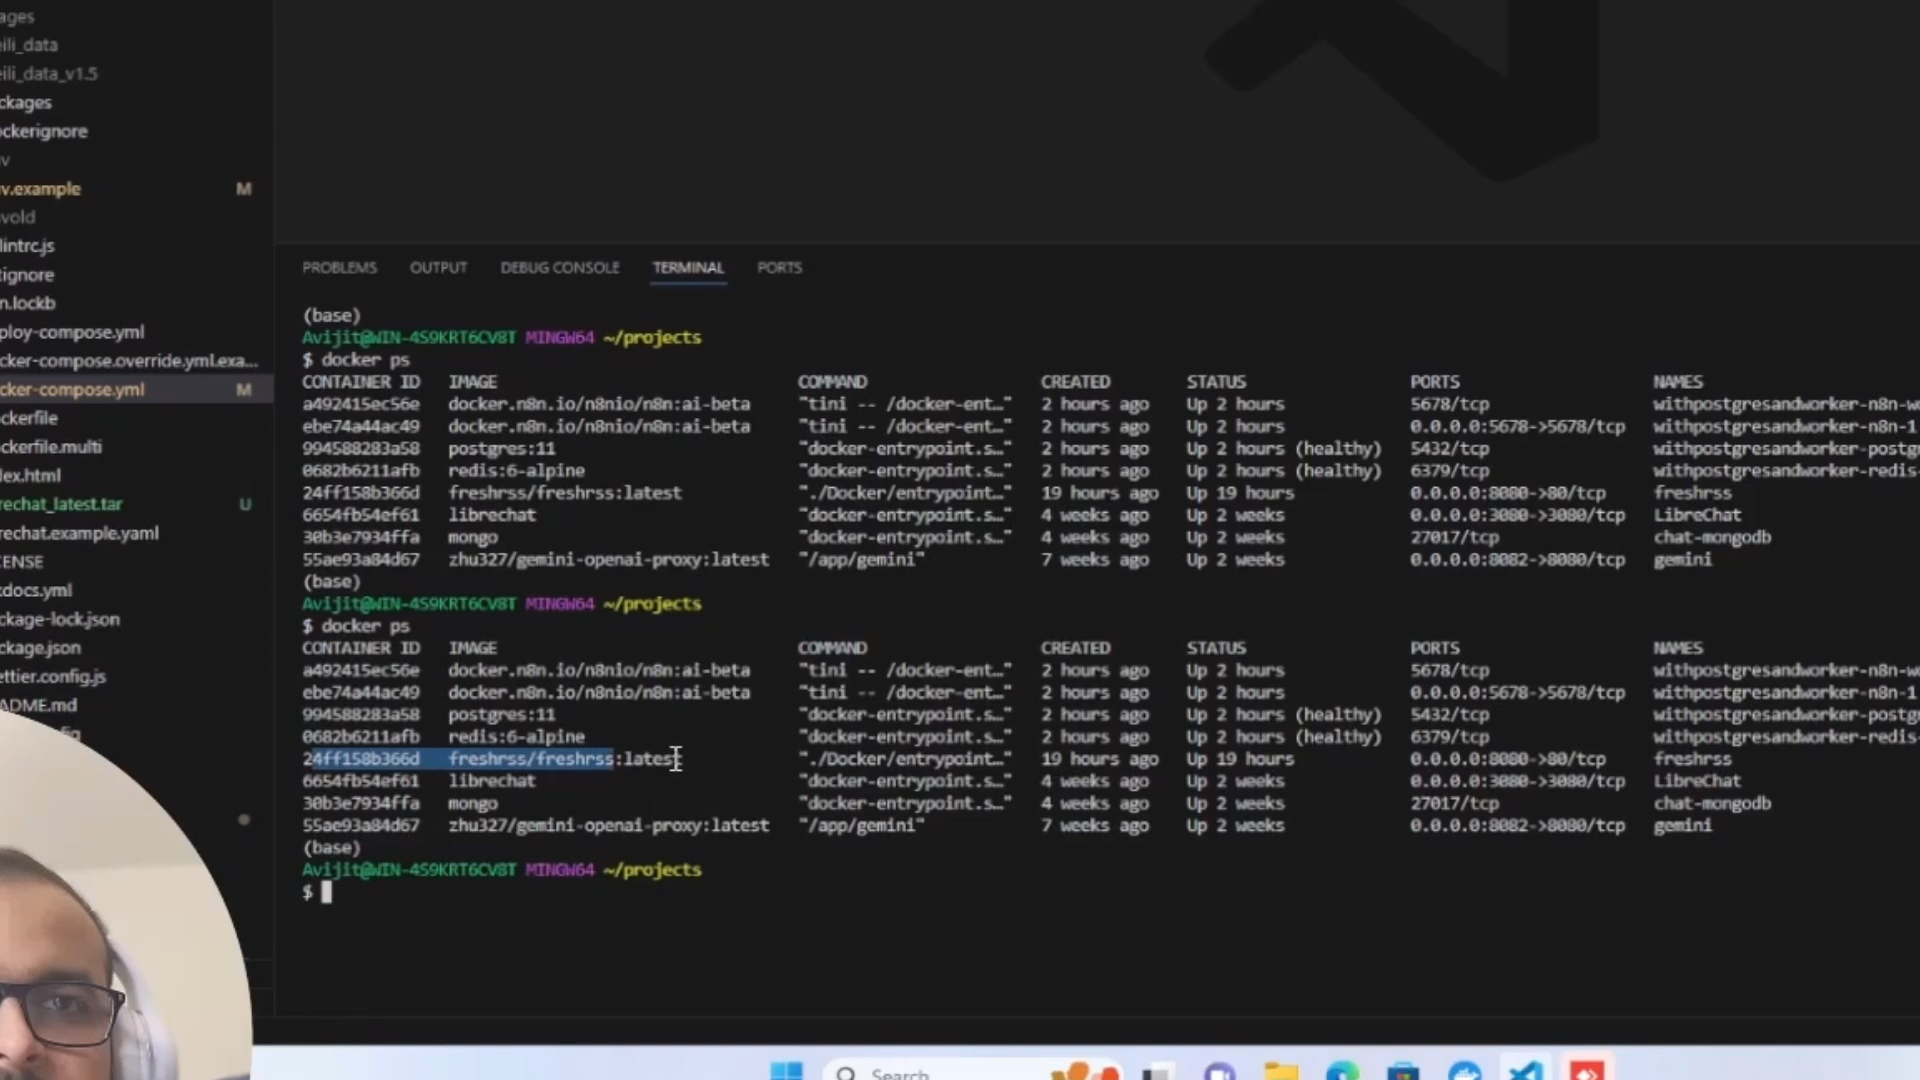 ages
eili_data
eili_data_v1.5
ckages
ockerignore
v
v.example M
vold
lintrc.js
tignore
n.lockb
ploy-compose.yml
cker-compose.override.yml.exa...
cker-compose.yml M
ckerfile
ckerfile.multi
dex.html
rechat_latest.tar U
rechat.example.yaml
CENSE
kdocs.yml
ckage-lock.json
ckage.json
ettier.config.js
ADME.md
PROBLEMS OUTPUT DEBUG CONSOLE TERMINAL PORTS
(base)
Avijit@WIN-4S9KRT6CV8T MINGW64 ~/projects
$ docker ps
CONTAINER ID IMAGE COMMAND CREATED STATUS PORTS NAMES
a492415ec56e docker.n8n.io/n8nio/n8n:ai-beta "tini -- /docker-ent…" 2 hours ago Up 2 hours 5678/tcp withpostgresandworker-n8n-w
ebe74a44ac49 docker.n8n.io/n8nio/n8n:ai-beta "tini -- /docker-ent…" 2 hours ago Up 2 hours 0.0.0.0:5678->5678/tcp withpostgresandworker-n8n-1
994588283a58 postgres:11 "docker-entrypoint.s…" 2 hours ago Up 2 hours (healthy) 5432/tcp withpostgresandworker-postg
0682b6211afb redis:6-alpine "docker-entrypoint.s…" 2 hours ago Up 2 hours (healthy) 6379/tcp withpostgresandworker-redis-
24ff158b366d freshrss/freshrss:latest "./Docker/entrypoint…" 19 hours ago Up 19 hours 0.0.0.0:8080->80/tcp freshrss
6654fb54ef61 librechat "docker-entrypoint.s…" 4 weeks ago Up 2 weeks 0.0.0.0:3080->3080/tcp LibreChat
30b3e7934ffa mongo "docker-entrypoint.s…" 4 weeks ago Up 2 weeks 27017/tcp chat-mongodb
55ae93a84d67 zhu327/gemini-openai-proxy:latest "/app/gemini" 7 weeks ago Up 2 weeks 0.0.0.0:8082->8080/tcp gemini
(base)
Avijit@WIN-4S9KRT6CV8T MINGW64 ~/projects
$ docker ps
CONTAINER ID IMAGE COMMAND CREATED STATUS PORTS NAMES
a492415ec56e docker.n8n.io/n8nio/n8n:ai-beta "tini -- /docker-ent…" 2 hours ago Up 2 hours 5678/tcp withpostgresandworker-n8n-w
ebe74a44ac49 docker.n8n.io/n8nio/n8n:ai-beta "tini -- /docker-ent…" 2 hours ago Up 2 hours 0.0.0.0:5678->5678/tcp withpostgresandworker-n8n-1
994588283a58 postgres:11 "docker-entrypoint.s…" 2 hours ago Up 2 hours (healthy) 5432/tcp withpostgresandworker-postg
0682b6211afb redis:6-alpine "docker-entrypoint.s…" 2 hours ago Up 2 hours (healthy) 6379/tcp withpostgresandworker-redis-
24ff158b366d freshrss/freshrss:latest "./Docker/entrypoint…" 19 hours ago Up 19 hours 0.0.0.0:8080->80/tcp freshrss
6654fb54ef61 librechat "docker-entrypoint.s…" 4 weeks ago Up 2 weeks 0.0.0.0:3080->3080/tcp LibreChat
30b3e7934ffa mongo "docker-entrypoint.s…" 4 weeks ago Up 2 weeks 27017/tcp chat-mongodb
55ae93a84d67 zhu327/gemini-openai-proxy:latest "/app/gemini" 7 weeks ago Up 2 weeks 0.0.0.0:8082->8080/tcp gemini
(base)
Avijit@WIN-4S9KRT6CV8T MINGW64 ~/projects
$
Search